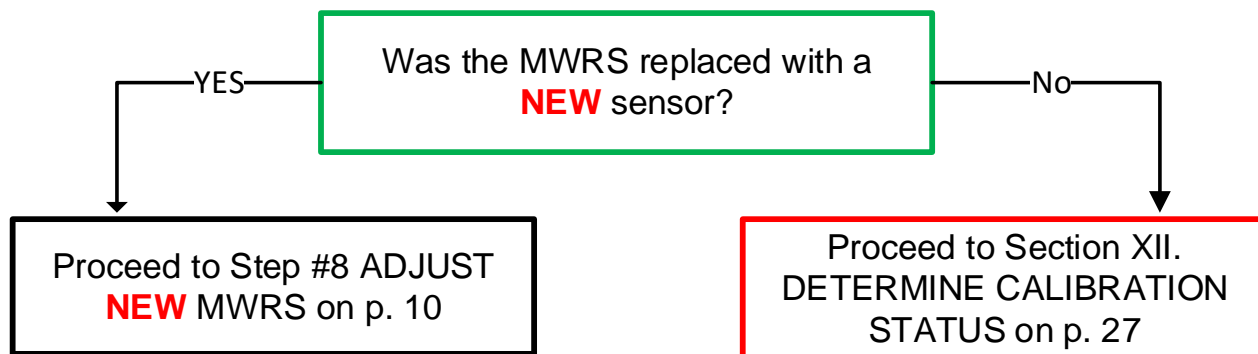 Was the MWRS replaced with a
NEW sensor?
YES
No
Proceed to Step #8 ADJUST
NEW MWRS on p. 10
Proceed to Section XII.
DETERMINE CALIBRATION
STATUS on p. 27